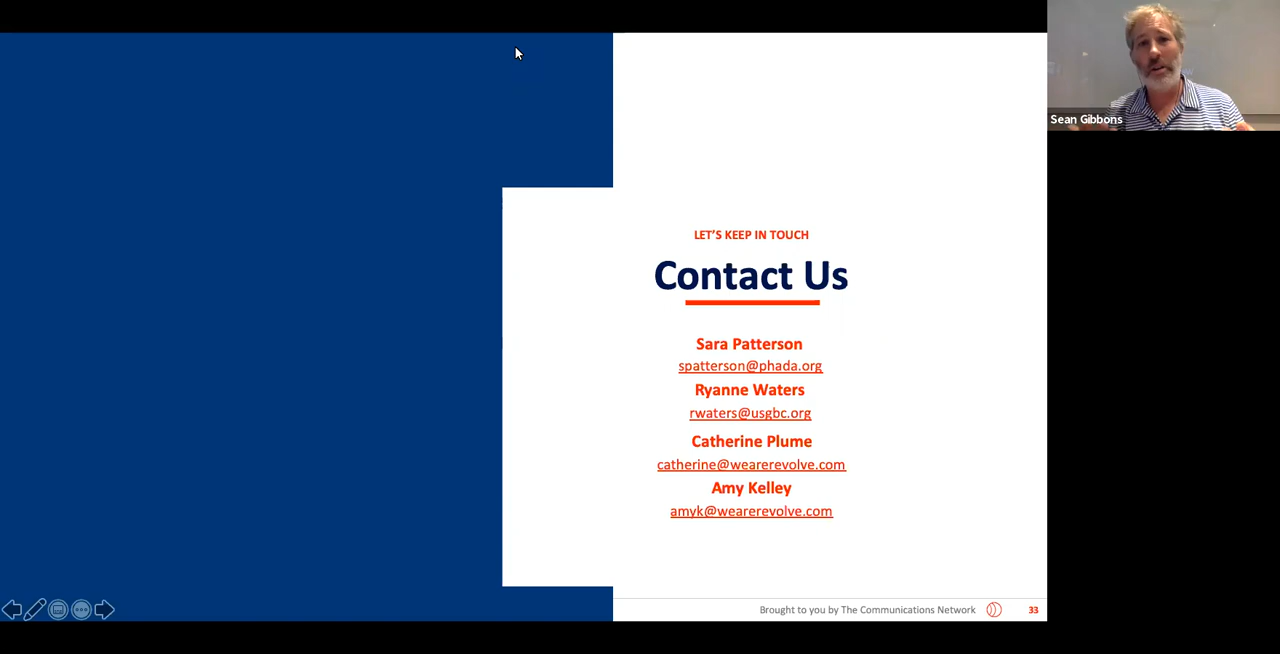 Sean Gibbons
LET'S KEEP IN TOUCH
Contact Us
Sara Patterson
spatterson@phada.org
Ryanne Waters
rwaters@usgbc.org
Catherine Plume
catherine@wearerevolve.com
Amy Kelley
amyk@wearerevolve.com
Brought to you by The Communications Network
33